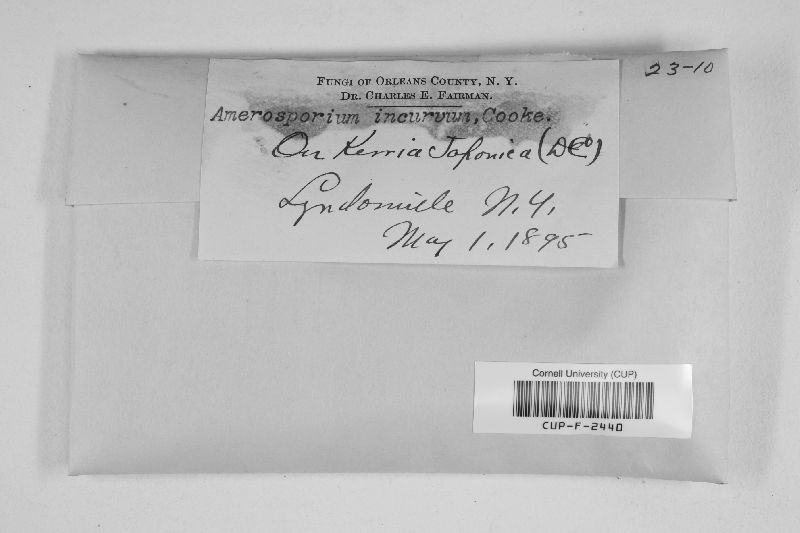 23-10
FUNGI OF ORLEANS COUNTY, N. Y.
DR. CHARLES E. FAIRMAN.
Amerosporium incurvum, Cooke.
On Kerria Japonica (DC)
Lyndonville N.Y.
May 1, 1895
Cornell University (CUP)
CUP-F-2440